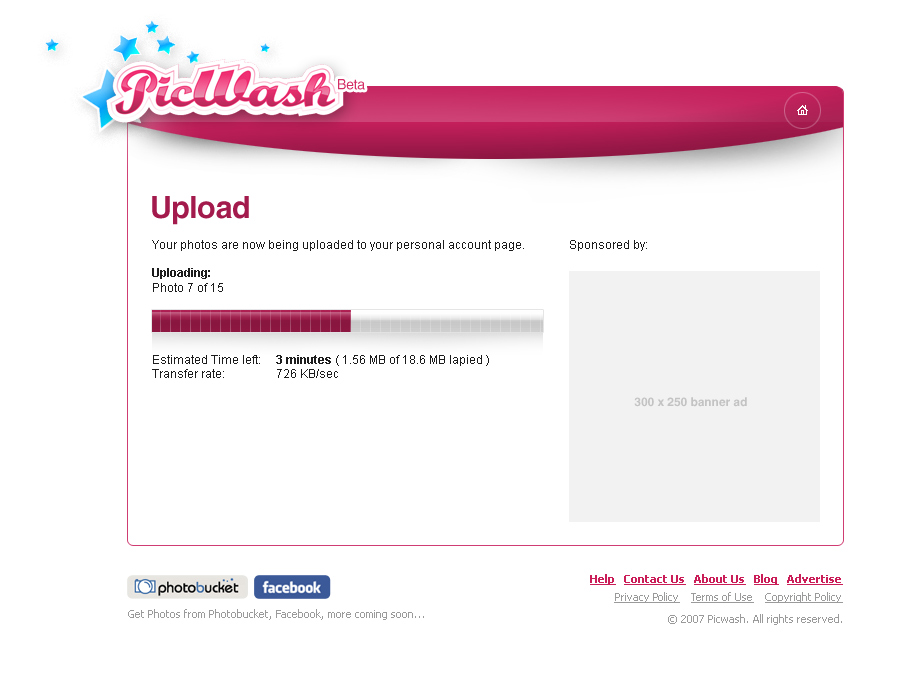 PicWash Beta
Upload
Your photos are now being uploaded to your personal account page.
Sponsored by:
Uploading:
Photo 7 of 15
Estimated Time left: 3 minutes ( 1.56 MB of 18.6 MB lapied )
Transfer rate: 726 KB/sec
300 x 250 banner ad
photobucket facebook
Get Photos from Photobucket, Facebook, more coming soon...
Help Contact Us About Us Blog Advertise
Privacy Policy Terms of Use Copyright Policy
© 2007 Picwash. All rights reserved.